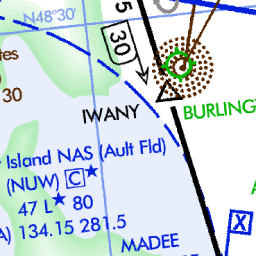 5
N48°30'
30
tes
30
IWANY
BURLINGT
Island NAS (Ault Fld)
(NUW) C
47 L 80
A) 134.15 281.5
X
MADEE